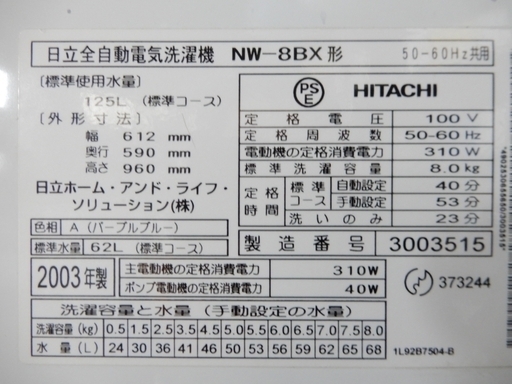 日立全自動電気洗濯機 NW-8BX形 50-60Hz共用
〔標準使用水量〕
125L (標準コース)
〔外形寸法〕
幅 612 mm
奥行 590 mm
高さ 960 mm
日立ホーム・アンド・ライフ・
ソリューション(株)
色相 A (パープルブルー)
標準水量 62L (標準コース)
PSE HITACHI
定格電圧 100V
定格周波数 50-60Hz
電動機の定格消費電力 310W
標準洗濯容量 8.0kg
定格時間 標準コース 自動設定 40分
手動設定 53分
洗いのみ 23分
製造番号 3003515
2003年製 主電動機の定格消費電力 310W
ポンプ電動機の定格消費電力 40W
373244
洗濯容量と水量 (手動設定の水量)
洗濯容量(kg) 0.5 1.5 2.5 3.5 4.5 5.0 5.5 6.0 6.5 7.0 7.5 8.0
水量(L) 24 30 36 41 46 50 53 56 59 62 65 68
1L92B7504-B